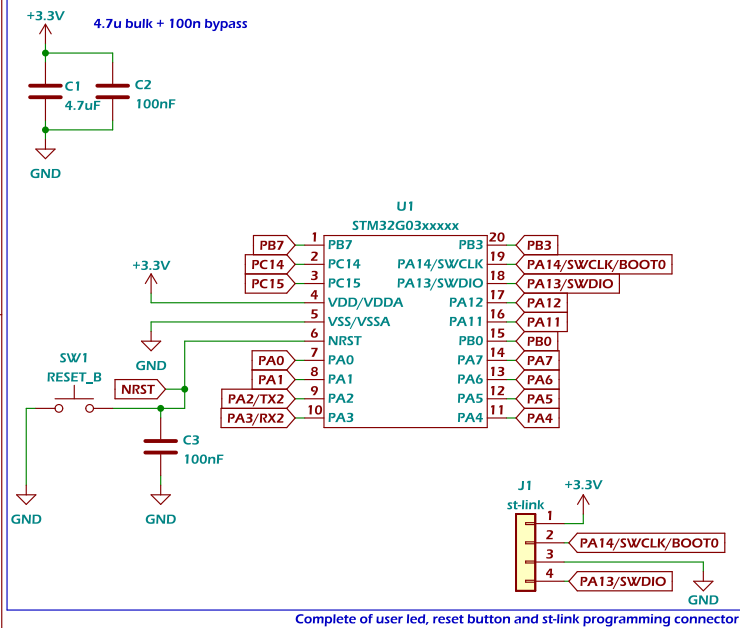 +3.3V
4.7u bulk + 100n bypass
C1
4.7uF
C2
100nF
GND
U1
STM32G03xxxxx
PB7 1 PB7
PC14 2 PC14
PC15 3 PC15
+3.3V
4 VDD/VDDA
5 VSS/VSSA
GND
6 NRST
PA0 7 PA0
PA1 8 PA1
PA2/TX2 9 PA2
PA3/RX2 10 PA3
PB3 20 PB3
PA14/SWCLK 19 PA14/SWCLK/BOOT0
PA13/SWDIO 18 PA13/SWDIO
PA12 17 PA12
PA11 16 PA11
PB0 15 PB0
PA7 14 PA7
PA6 13 PA6
PA5 12 PA5
PA4 11 PA4
SW1
RESET_B
NRST
C3
100nF
GND
GND
J1
st-link
+3.3V
1
2 PA14/SWCLK/BOOT0
3
4 PA13/SWDIO
GND
Complete of user led, reset button and st-link programming connector